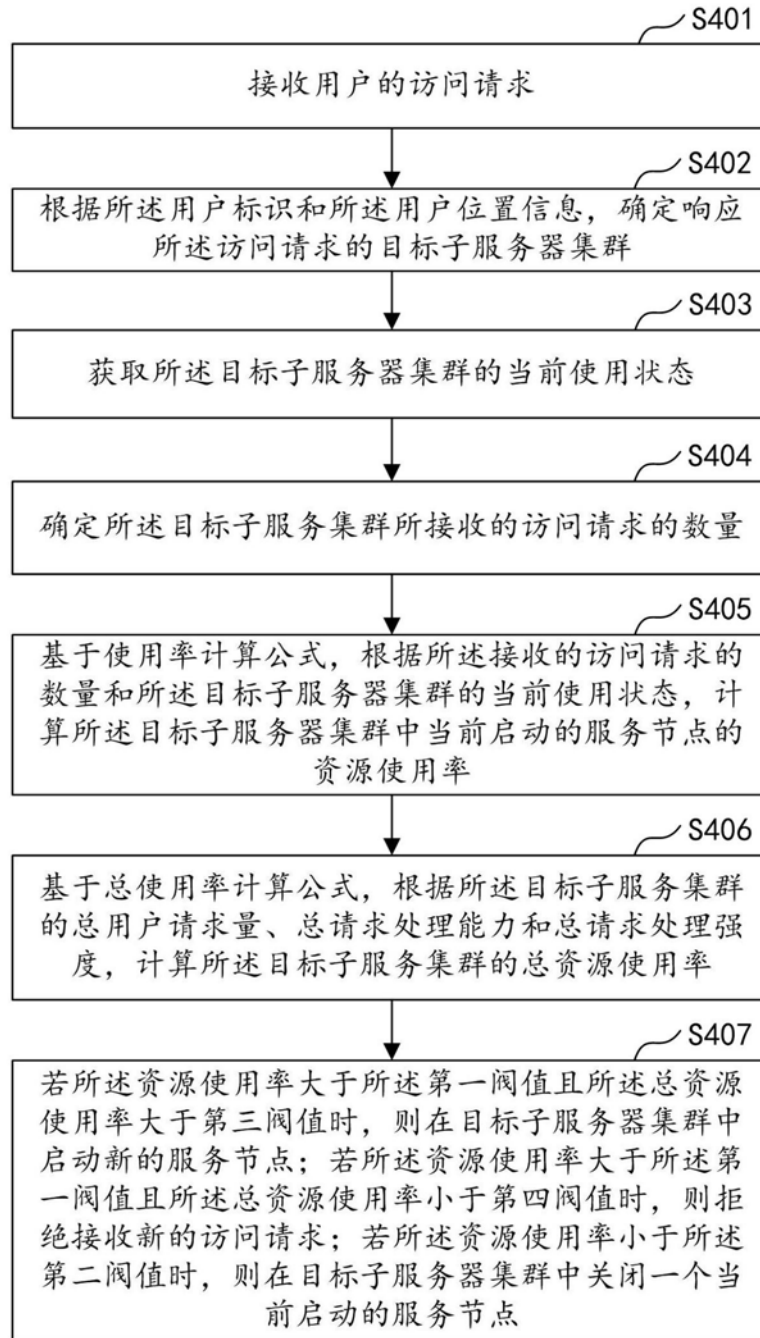 S401
接收用户的访问请求
S402
根据所述用户标识和所述用户位置信息，确定响应
所述访问请求的目标子服务器集群
S403
获取所述目标子服务器集群的当前使用状态
S404
确定所述目标子服务集群所接收的访问请求的数量
S405
基于使用率计算公式，根据所述接收的访问请求的
数量和所述目标子服务器集群的当前使用状态，计
算所述目标子服务器集群中当前启动的服务节点的
资源使用率
S406
基于总使用率计算公式，根据所述目标子服务集群
的总用户请求量、总请求处理能力和总请求处理强
度，计算所述目标子服务集群的总资源使用率
S407
若所述资源使用率大于所述第一阀值且所述总资源
使用率大于第三阀值时，则在目标子服务器集群中
启动新的服务节点；若所述资源使用率大于所述第
一阀值且所述总资源使用率小于第四阀值时，则拒
绝接收新的访问请求；若所述资源使用率小于所述
第二阀值时，则在目标子服务器集群中关闭一个当
前启动的服务节点